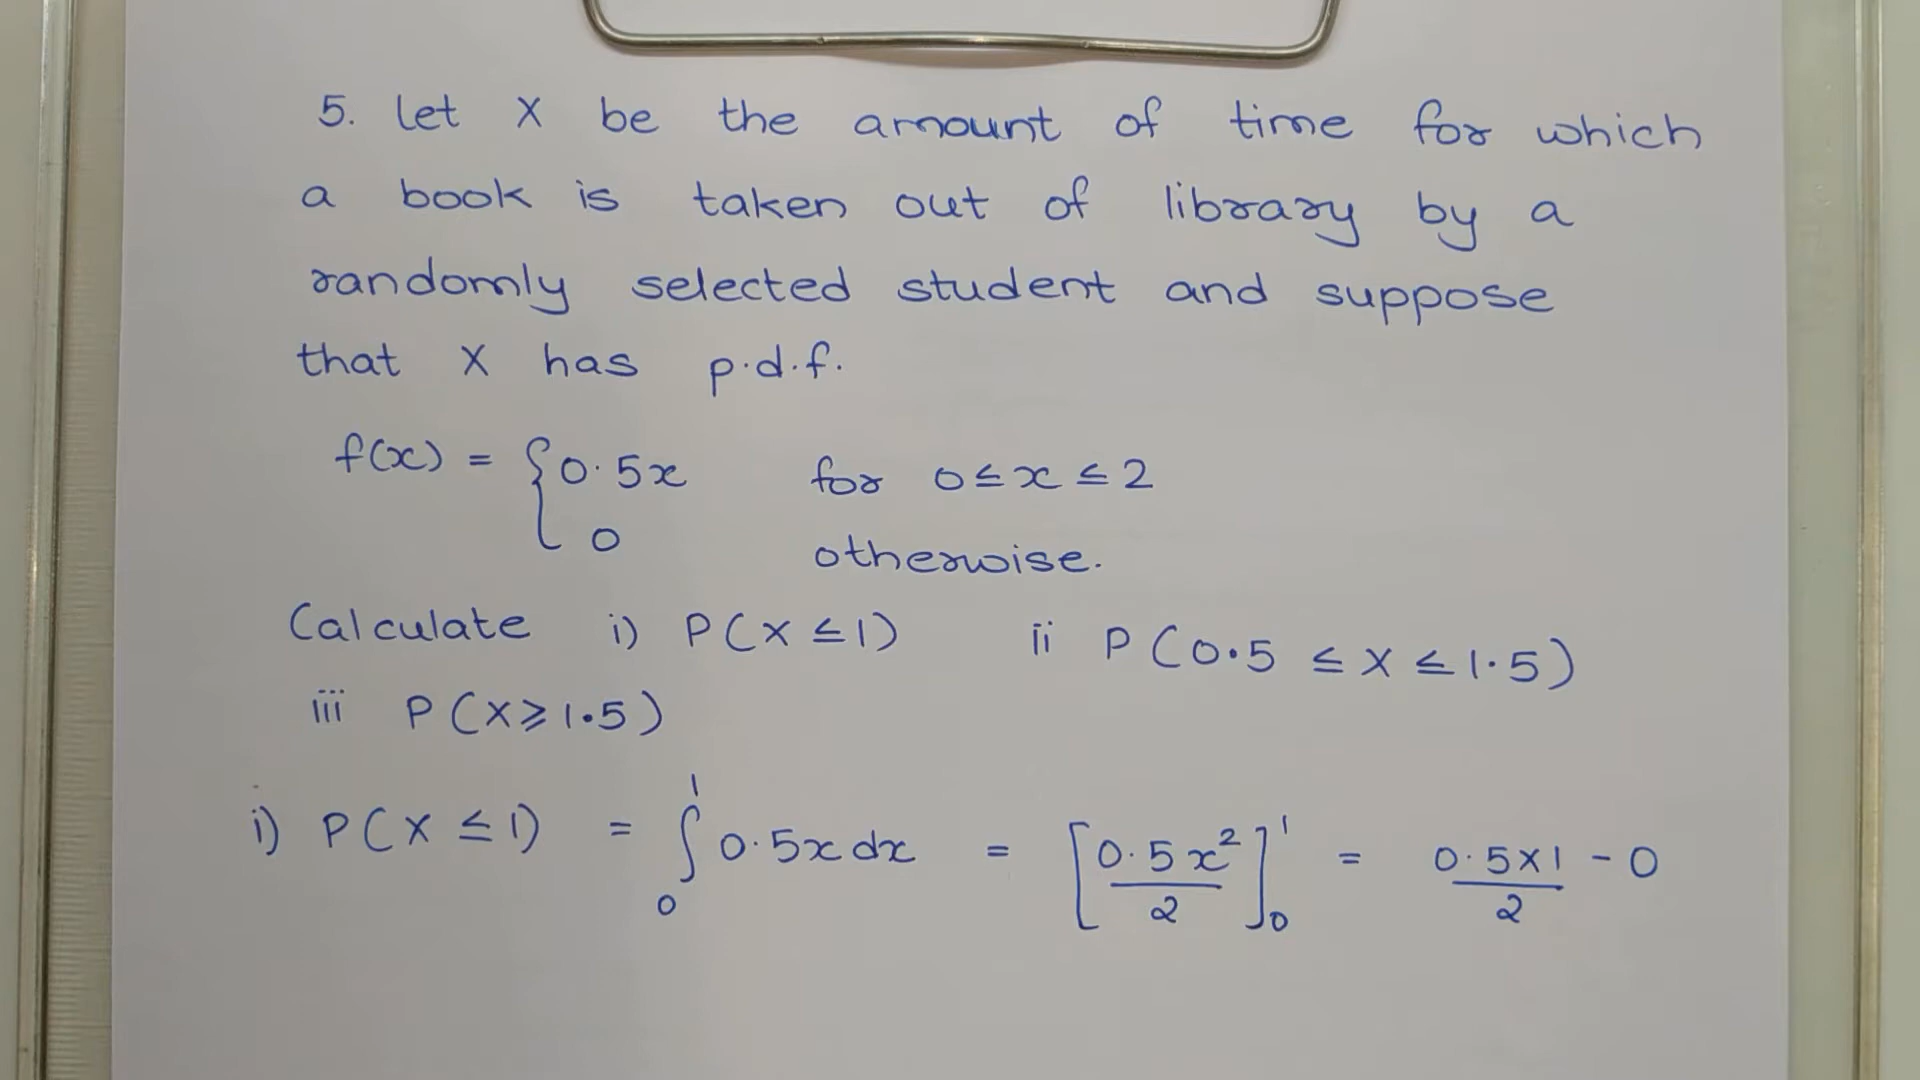 5. Let X be the amount of time for which
a book is taken out of library by a
randomly selected student and suppose
that X has p.d.f.
f(x) = { 0.5x for 0 ≤ x ≤ 2
0 otherwise.
Calculate i) P(X ≤ 1) ii P(0.5 ≤ X ≤ 1.5)
iii P(X ≥ 1.5)
i) P(X ≤ 1) = ∫₀¹ 0.5x dx = [0.5x²/2]₀¹ = 0.5×1/2 - 0